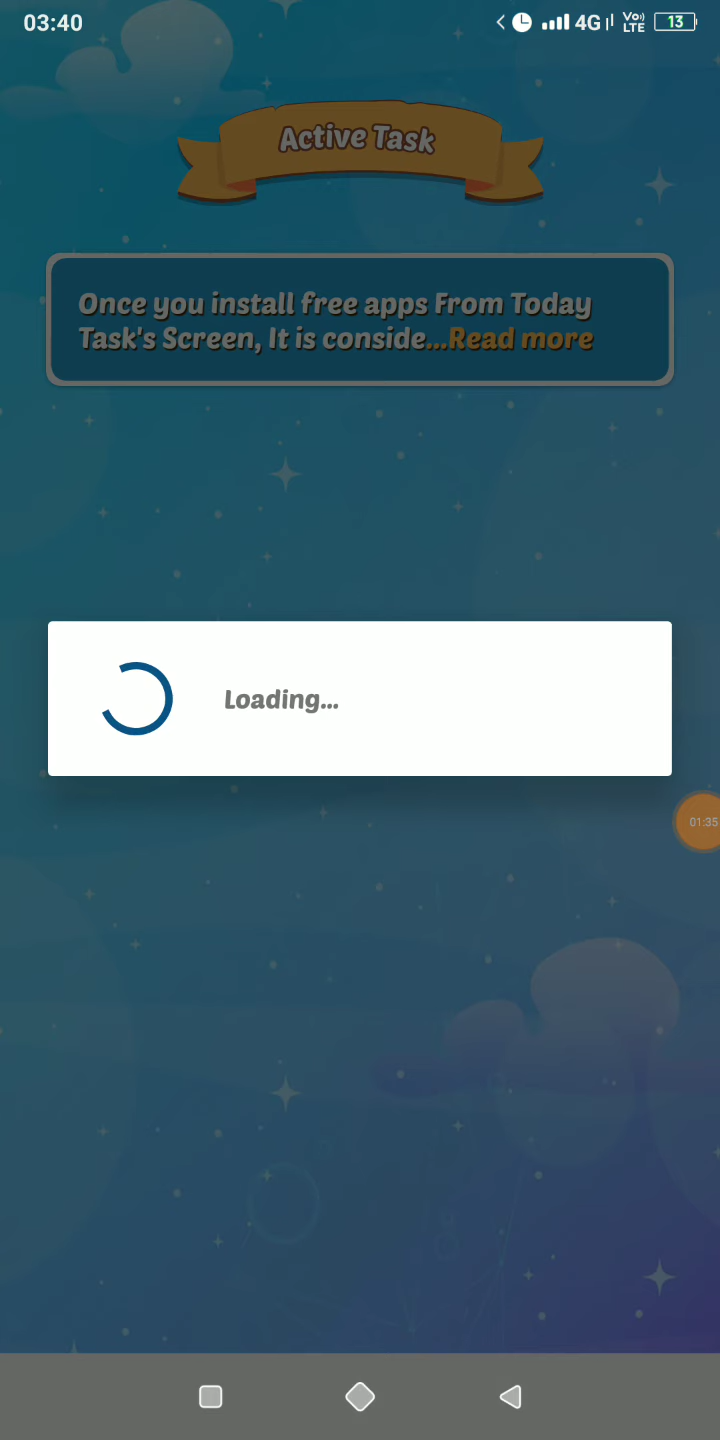 03:40
4G
Vo))
LTE
13
Active Task
Once you install free apps From Today
Task's Screen, It is conside...Read more
Loading...
01:35